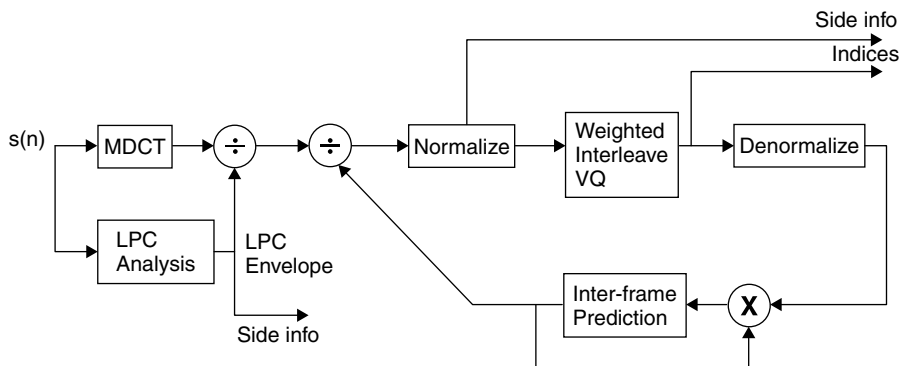 Side info
Indices
s(n)
MDCT
÷
÷
Normalize
Weighted
Interleave
VQ
Denormalize
LPC
Analysis
LPC
Envelope
Side info
Inter-frame
Prediction
X